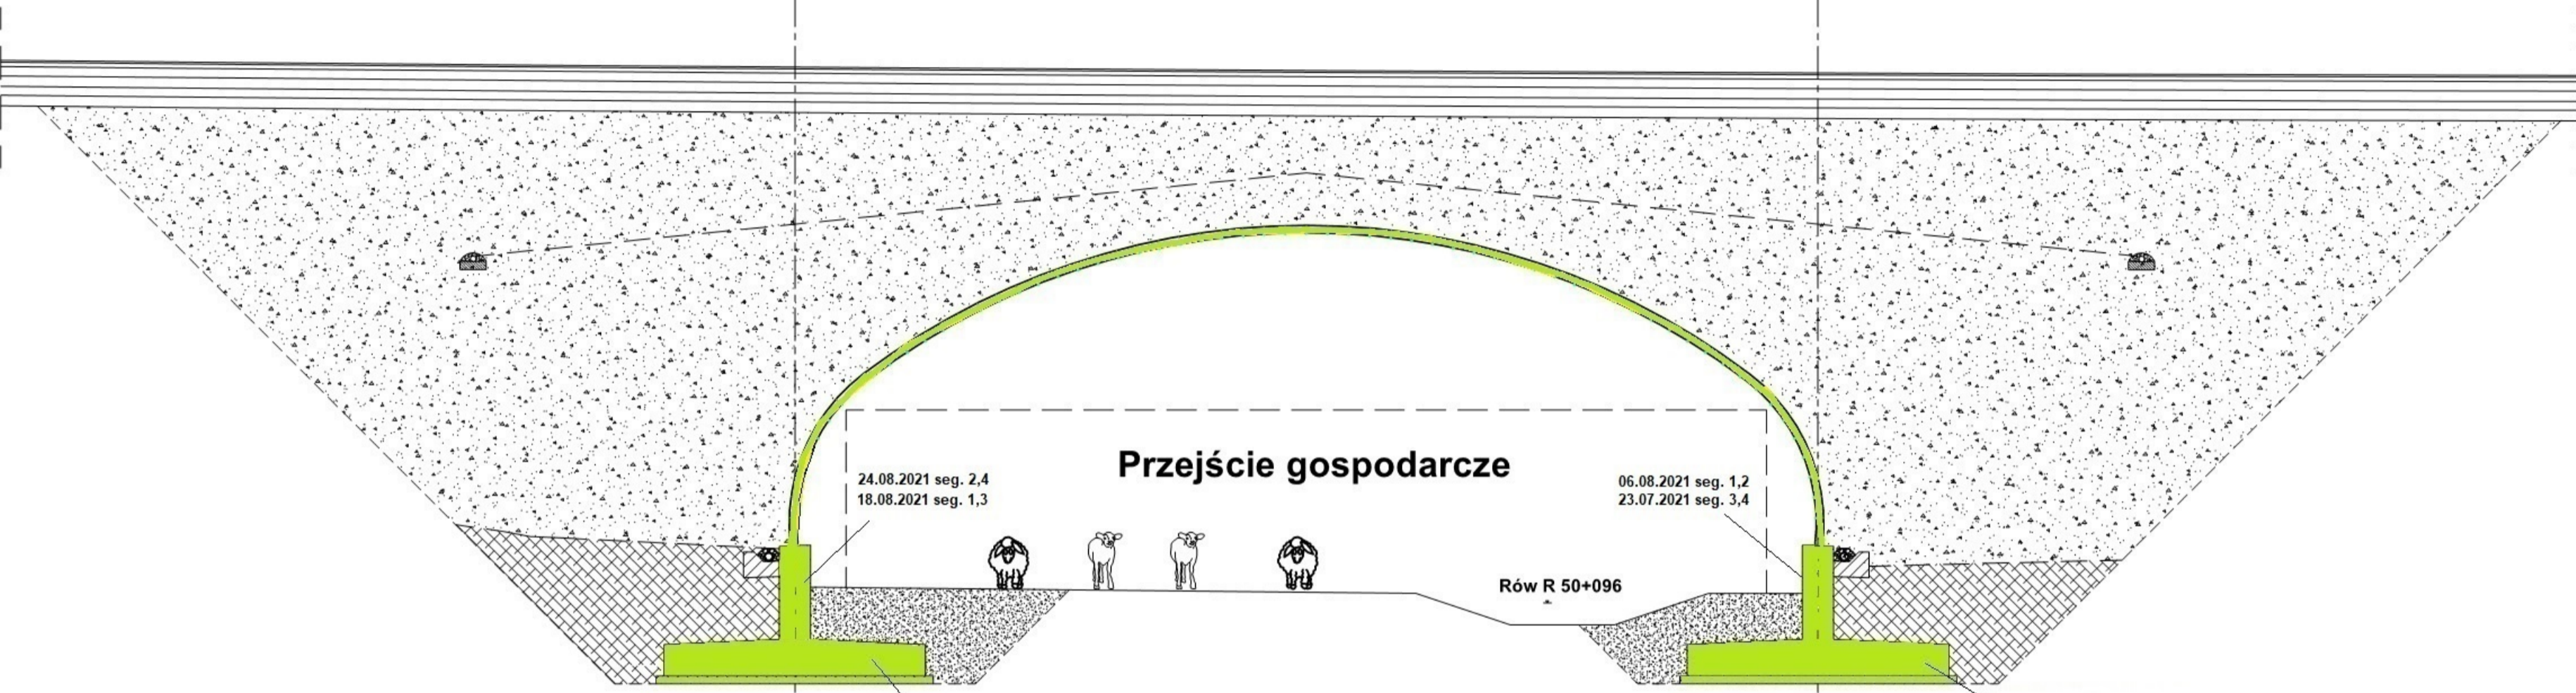 Przejście gospodarcze
24.08.2021 seg. 2,4
18.08.2021 seg. 1,3
06.08.2021 seg. 1,2
23.07.2021 seg. 3,4
Rów R 50+096